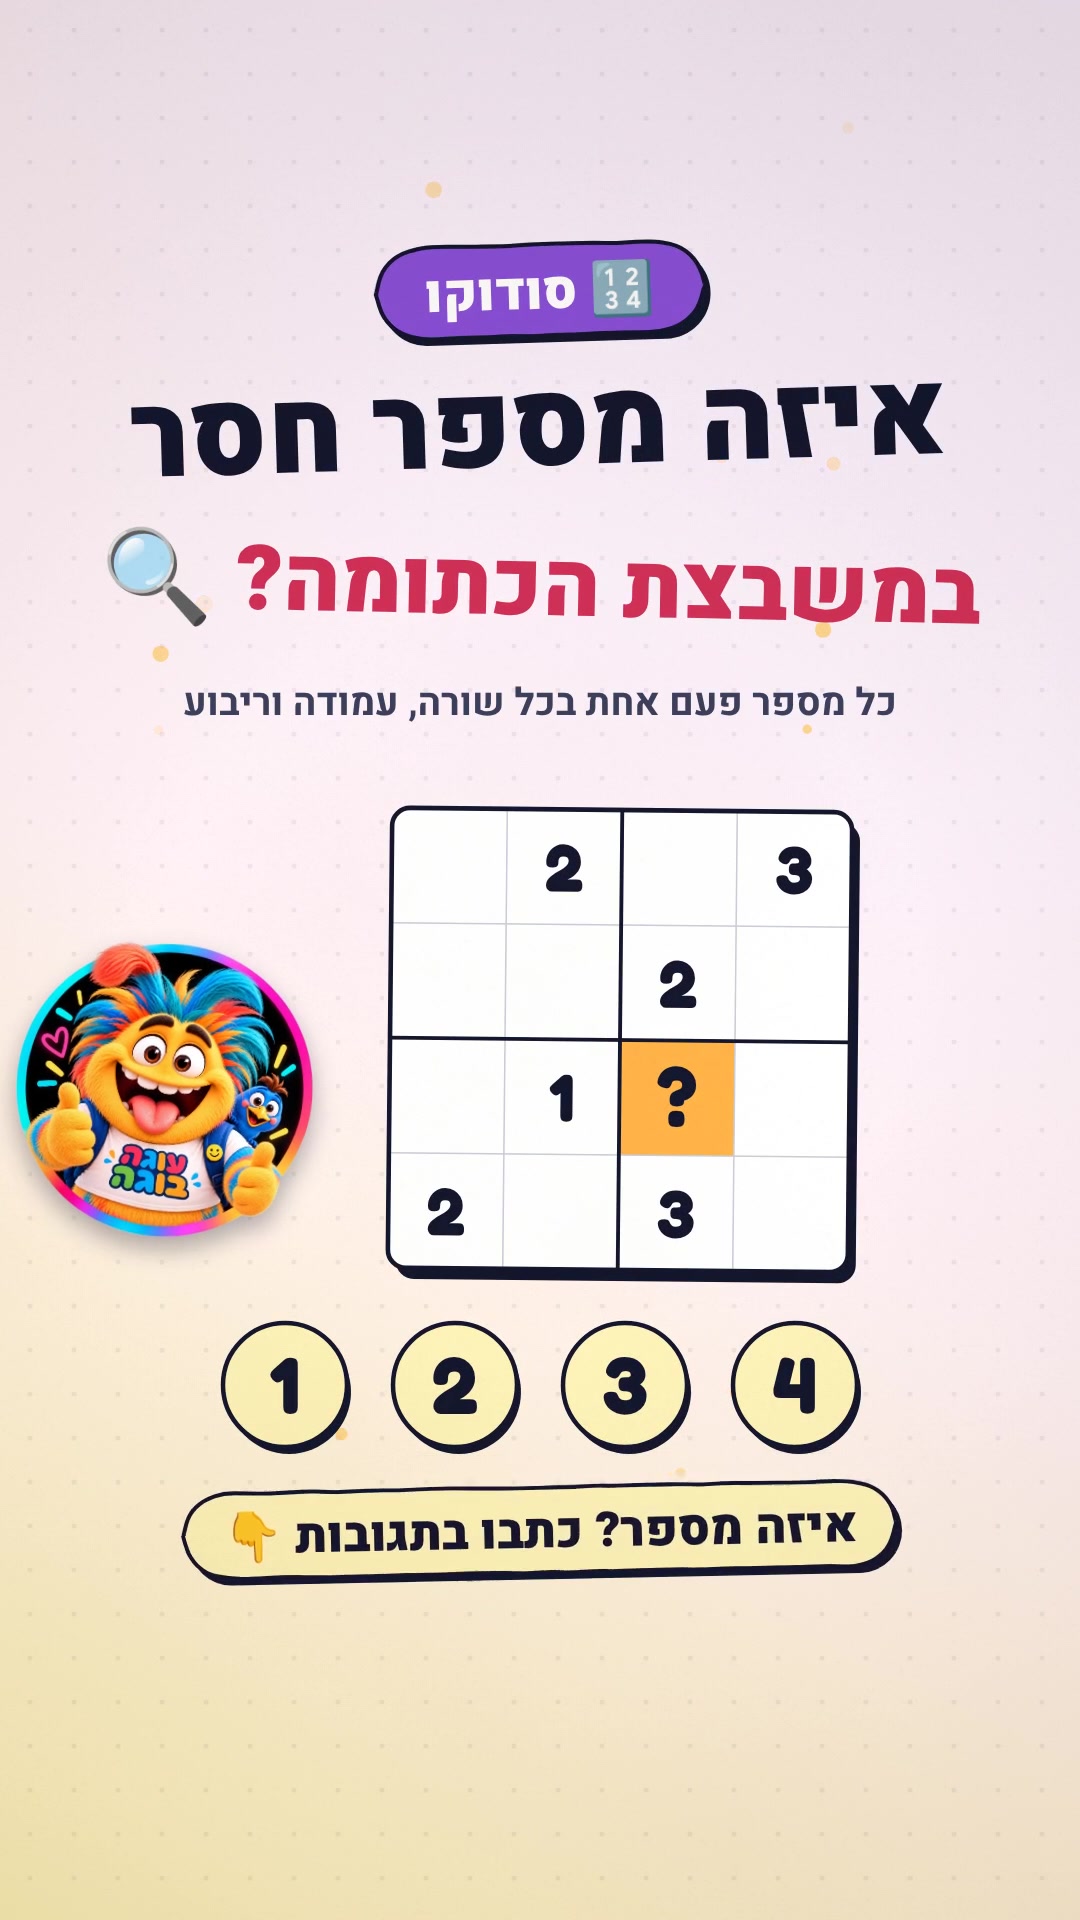 🔢 סודוקו
איזה מספר חסר
במשבצת הכתומה? 🔍
כל מספר פעם אחת בכל שורה, עמודה וריבוע
2 3
2
1 ?
2 3
עוגה
בוגה
1 2 3 4
איזה מספר? כתבו בתגובות 👇